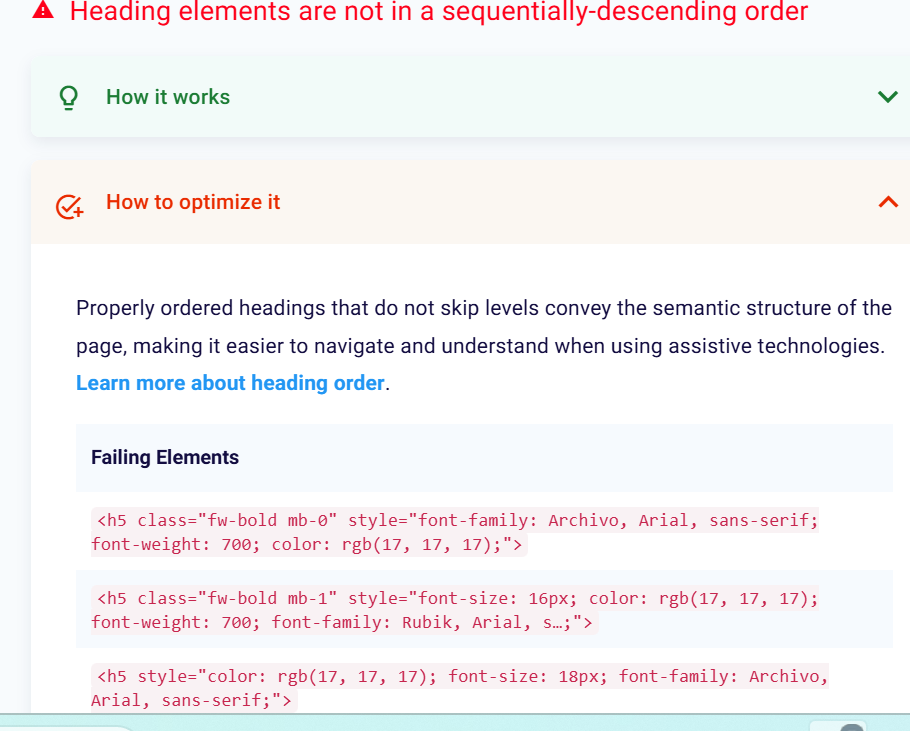 Heading elements are not in a sequentially-descending order
How it works
How to optimize it
Properly ordered headings that do not skip levels convey the semantic structure of the
page, making it easier to navigate and understand when using assistive technologies.
Learn more about heading order.
Failing Elements
<h5 class="fw-bold mb-0" style="font-family: Archivo, Arial, sans-serif;
font-weight: 700; color: rgb(17, 17, 17);">
<h5 class="fw-bold mb-1" style="font-size: 16px; color: rgb(17, 17, 17);
font-weight: 700; font-family: Rubik, Arial, s…;">
<h5 style="color: rgb(17, 17, 17); font-size: 18px; font-family: Archivo,
Arial, sans-serif;">